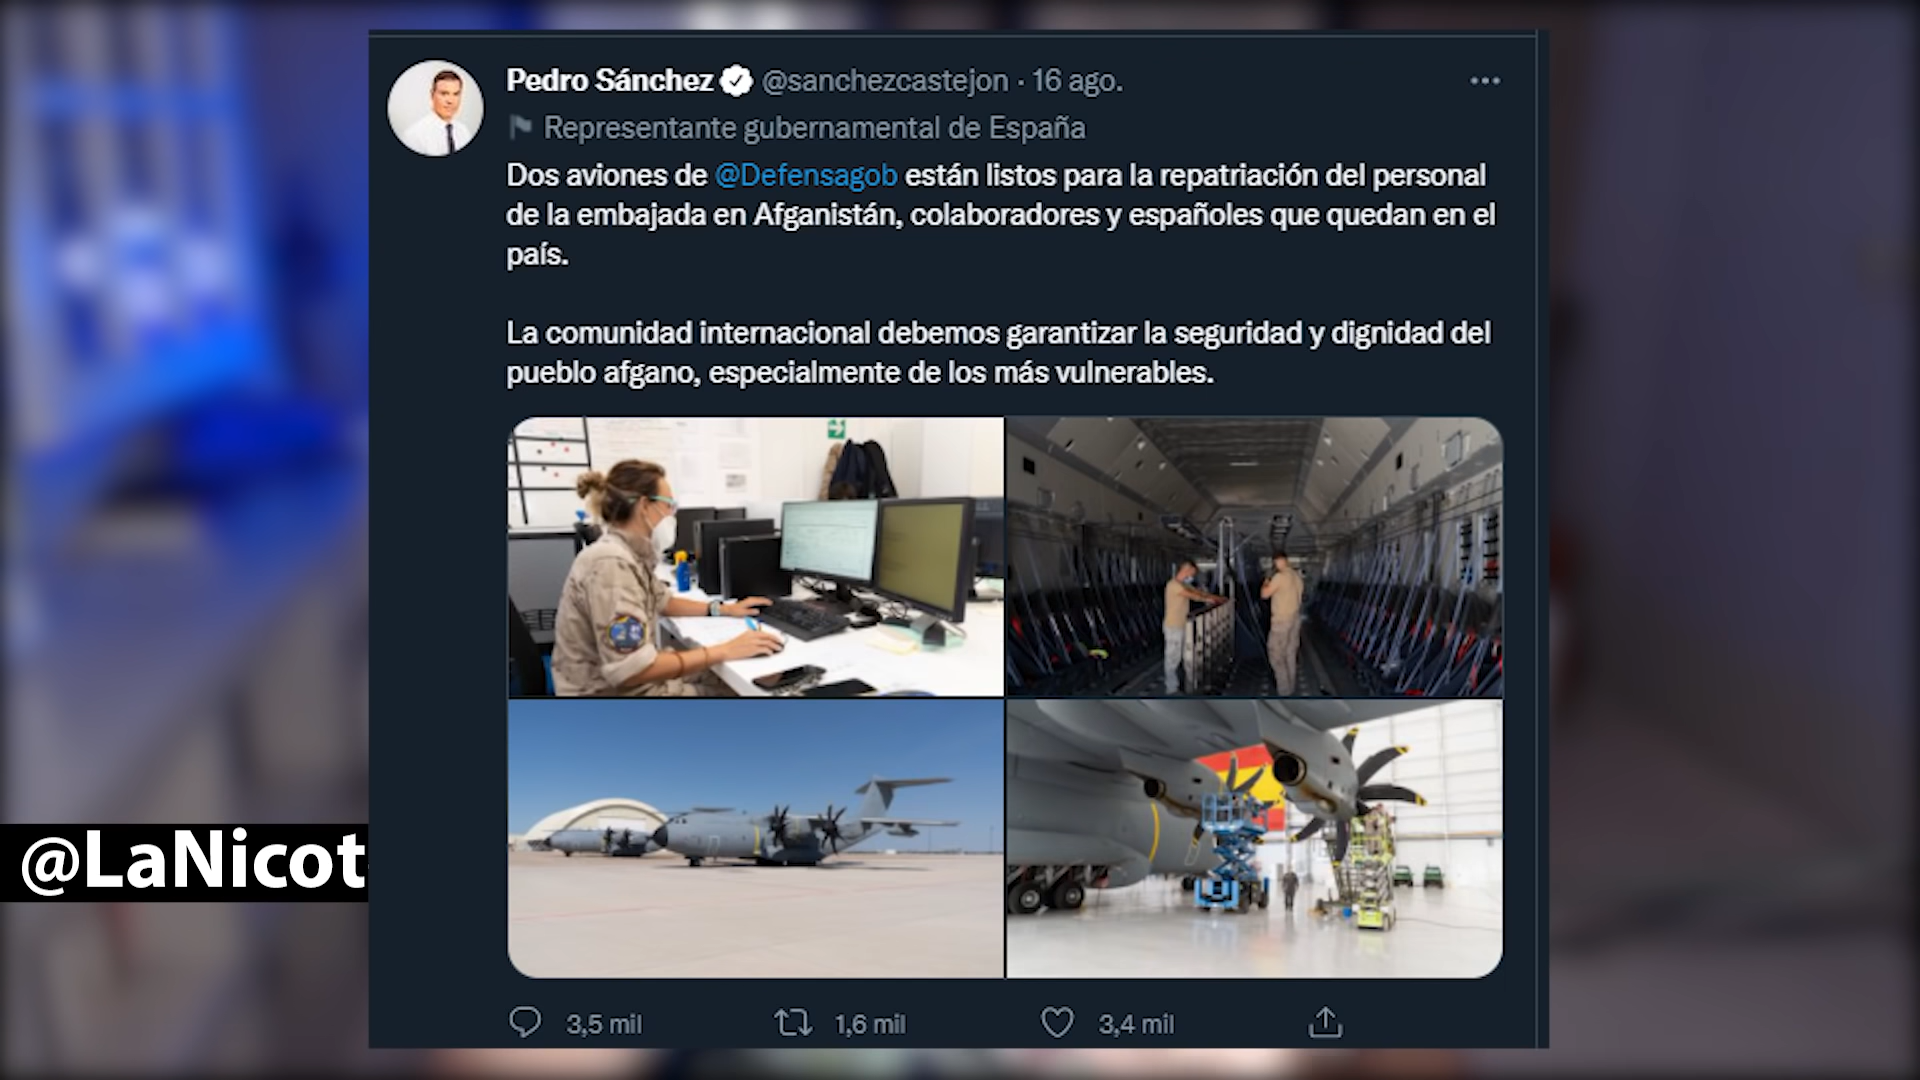 Pedro Sánchez @sanchezcastejon · 16 ago.
Representante gubernamental de España
Dos aviones de @Defensagob están listos para la repatriación del personal
de la embajada en Afganistán, colaboradores y españoles que quedan en el
país.
La comunidad internacional debemos garantizar la seguridad y dignidad del
pueblo afgano, especialmente de los más vulnerables.
@LaNicot
3,5 mil 1,6 mil 3,4 mil